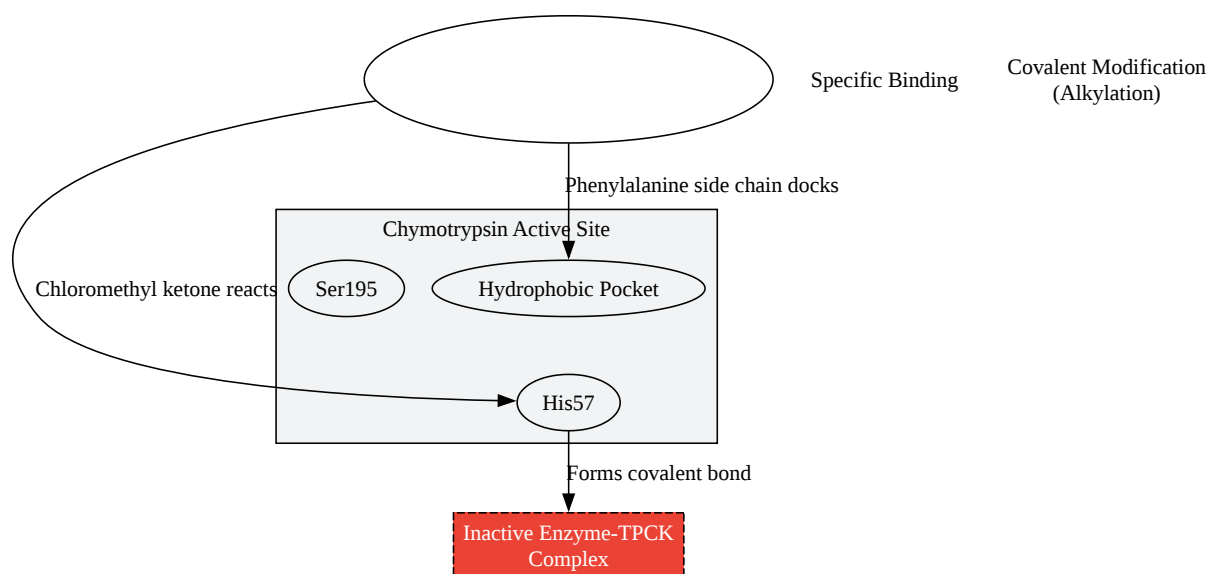 Specific Binding
Covalent Modification
(Alkylation)
Phenylalanine side chain docks
Chymotrypsin Active Site
Chloromethyl ketone reacts
Ser195
Hydrophobic Pocket
His57
Forms covalent bond
Inactive Enzyme-TPCK
Complex